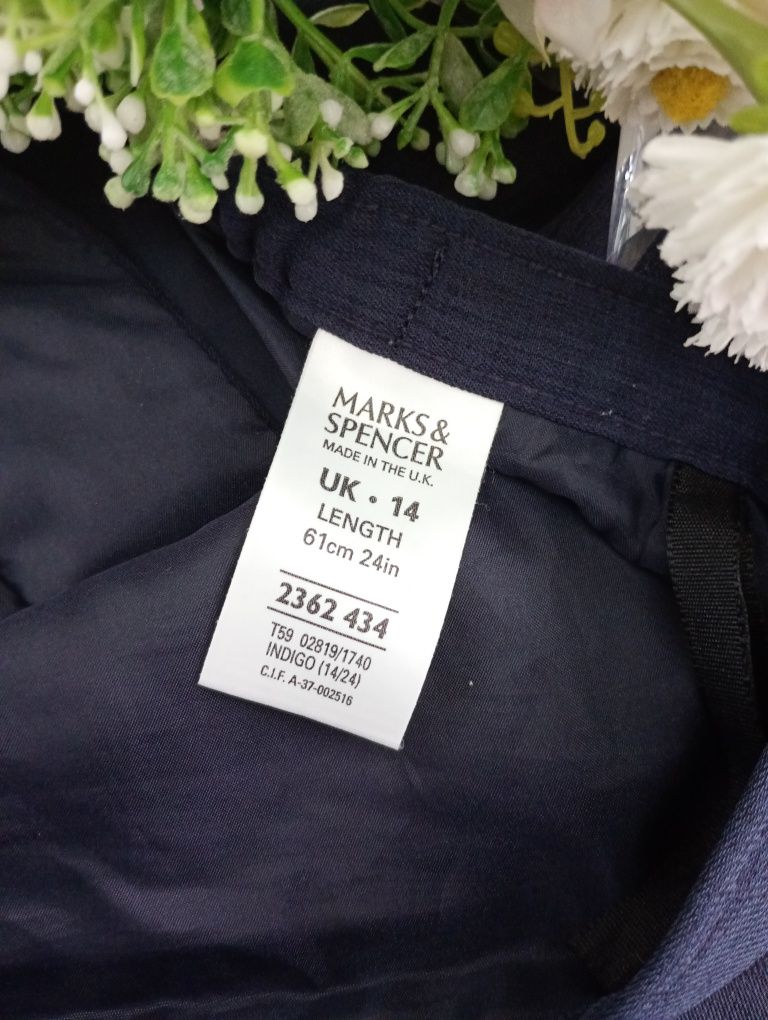 MARKS &
SPENCER
MADE IN THE U.K.
UK • 14
LENGTH
61cm 24in
2362 434
T59 02819/1740
INDIGO (14/24)
C.I.F. A-37-002516